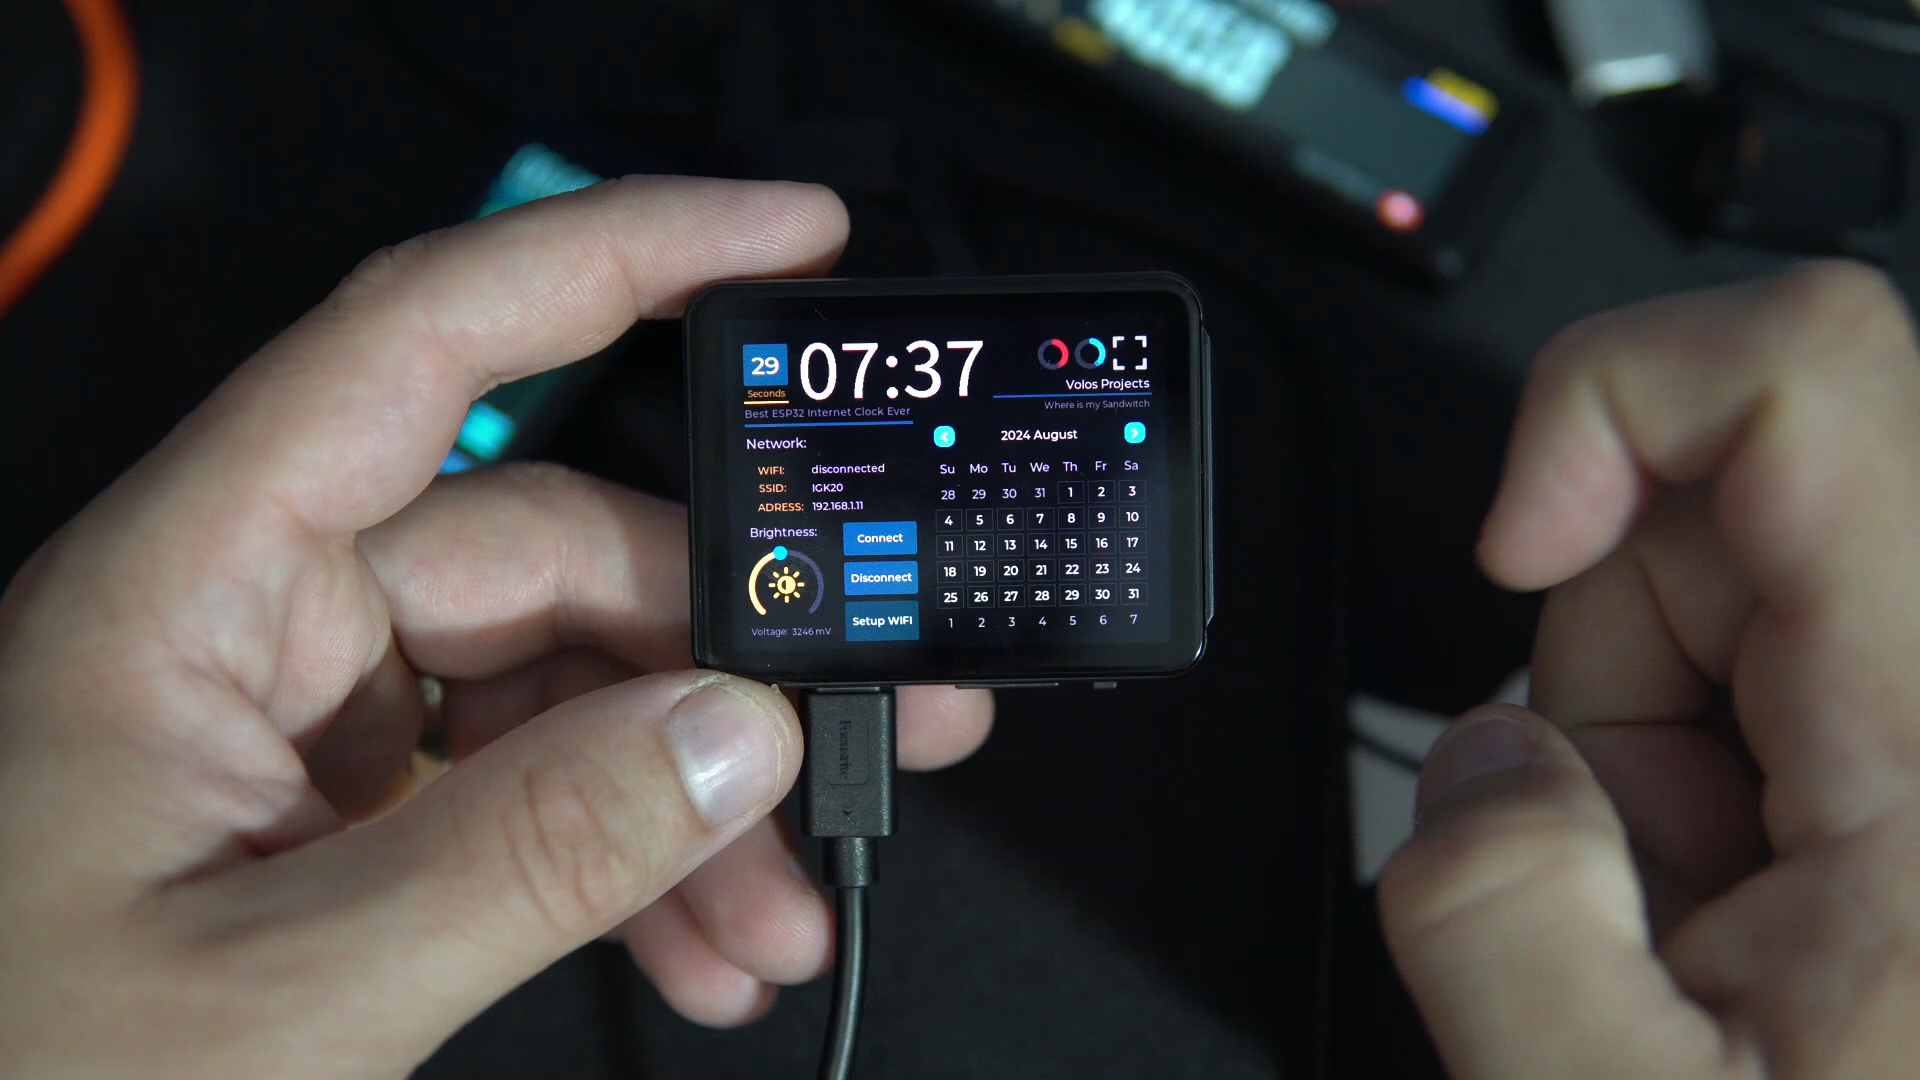 29 07:37
Seconds
Best ESP32 Internet Clock Ever
Volos Projects
Where is my Sandwitch
Network:
WIFI: disconnected
SSID: IGK20
ADRESS: 192.168.1.11
Brightness:
Voltage: 3246 mV
Connect
Disconnect
Setup WIFI
2024 August
Su Mo Tu We Th Fr Sa
28 29 30 31 1 2 3
4 5 6 7 8 9 10
11 12 13 14 15 16 17
18 19 20 21 22 23 24
25 26 27 28 29 30 31
1 2 3 4 5 6 7